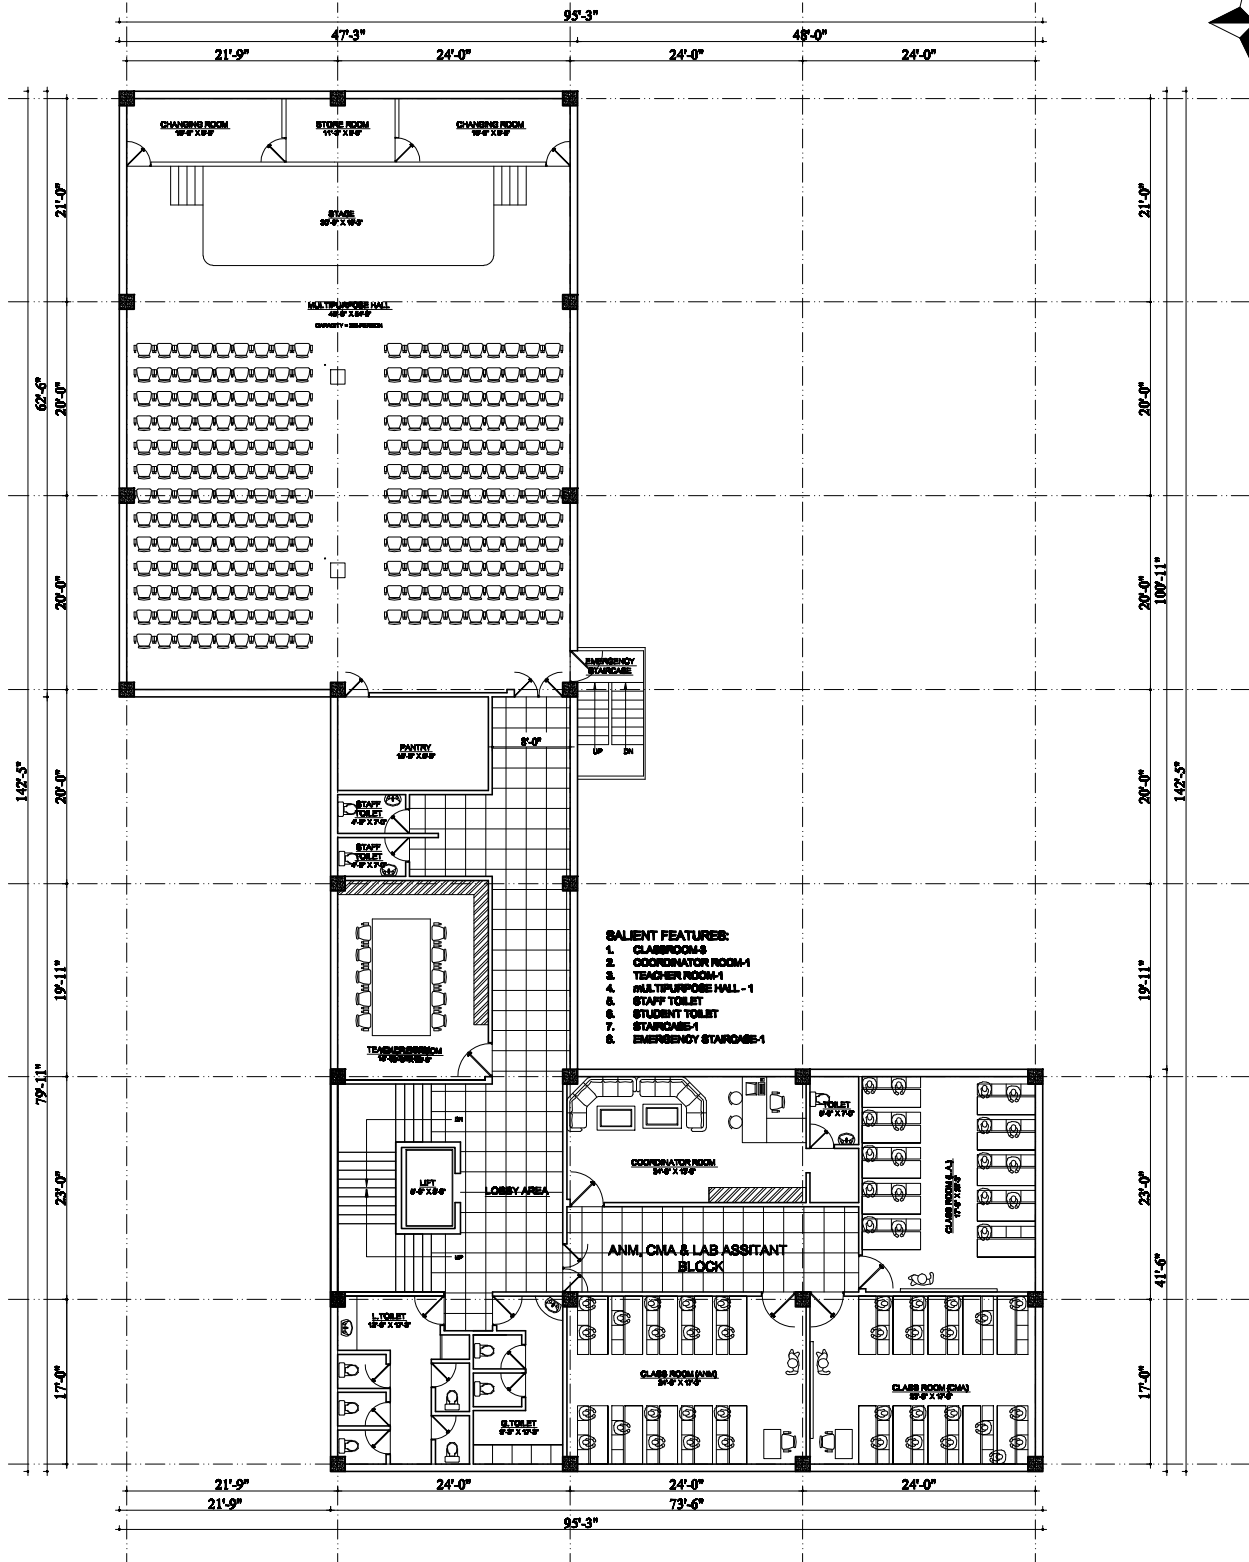 95'-3"
47'-3"
48'-0"
21'-9"
24'-0"
24'-0"
24'-0"
CHANGING ROOM
STORE ROOM
CHANGING ROOM
21'-0"
21'-0"
STAGE
MULTIPURPOSE HALL
62'-6"
20'-0"
20'-0"
20'-0"
20'-0"
100'-11"
EMERGENCY
STAIRCASE
UP
DN
8'-0"
PANTRY
142'-5"
20'-0"
20'-0"
142'-5"
STAFF
TOILET
STAFF
TOILET
SALIENT FEATURES:
1. CLASSROOM-3
2. COORDINATOR ROOM-1
3. TEACHER ROOM-1
4. mULTIPURPOSE HALL - 1
5. STAFF TOILET
6. STUDENT TOILET
7. STAIRCASE-1
8. EMERGENCY STAIRCASE-1
19'-11"
19'-11"
79'-11"
DN
TOILET
COORDINATOR ROOM
LIFT
LOBBY AREA
CLASS ROOM (L.A.)
23'-0"
23'-0"
UP
ANM, CMA & LAB ASSITANT
BLOCK
41'-6"
L.TOILET
CLASS ROOM (ANM)
CLASS ROOM (CMA)
17'-0"
17'-0"
G.TOILET
21'-9"
24'-0"
24'-0"
24'-0"
21'-9"
73'-6"
95'-3"